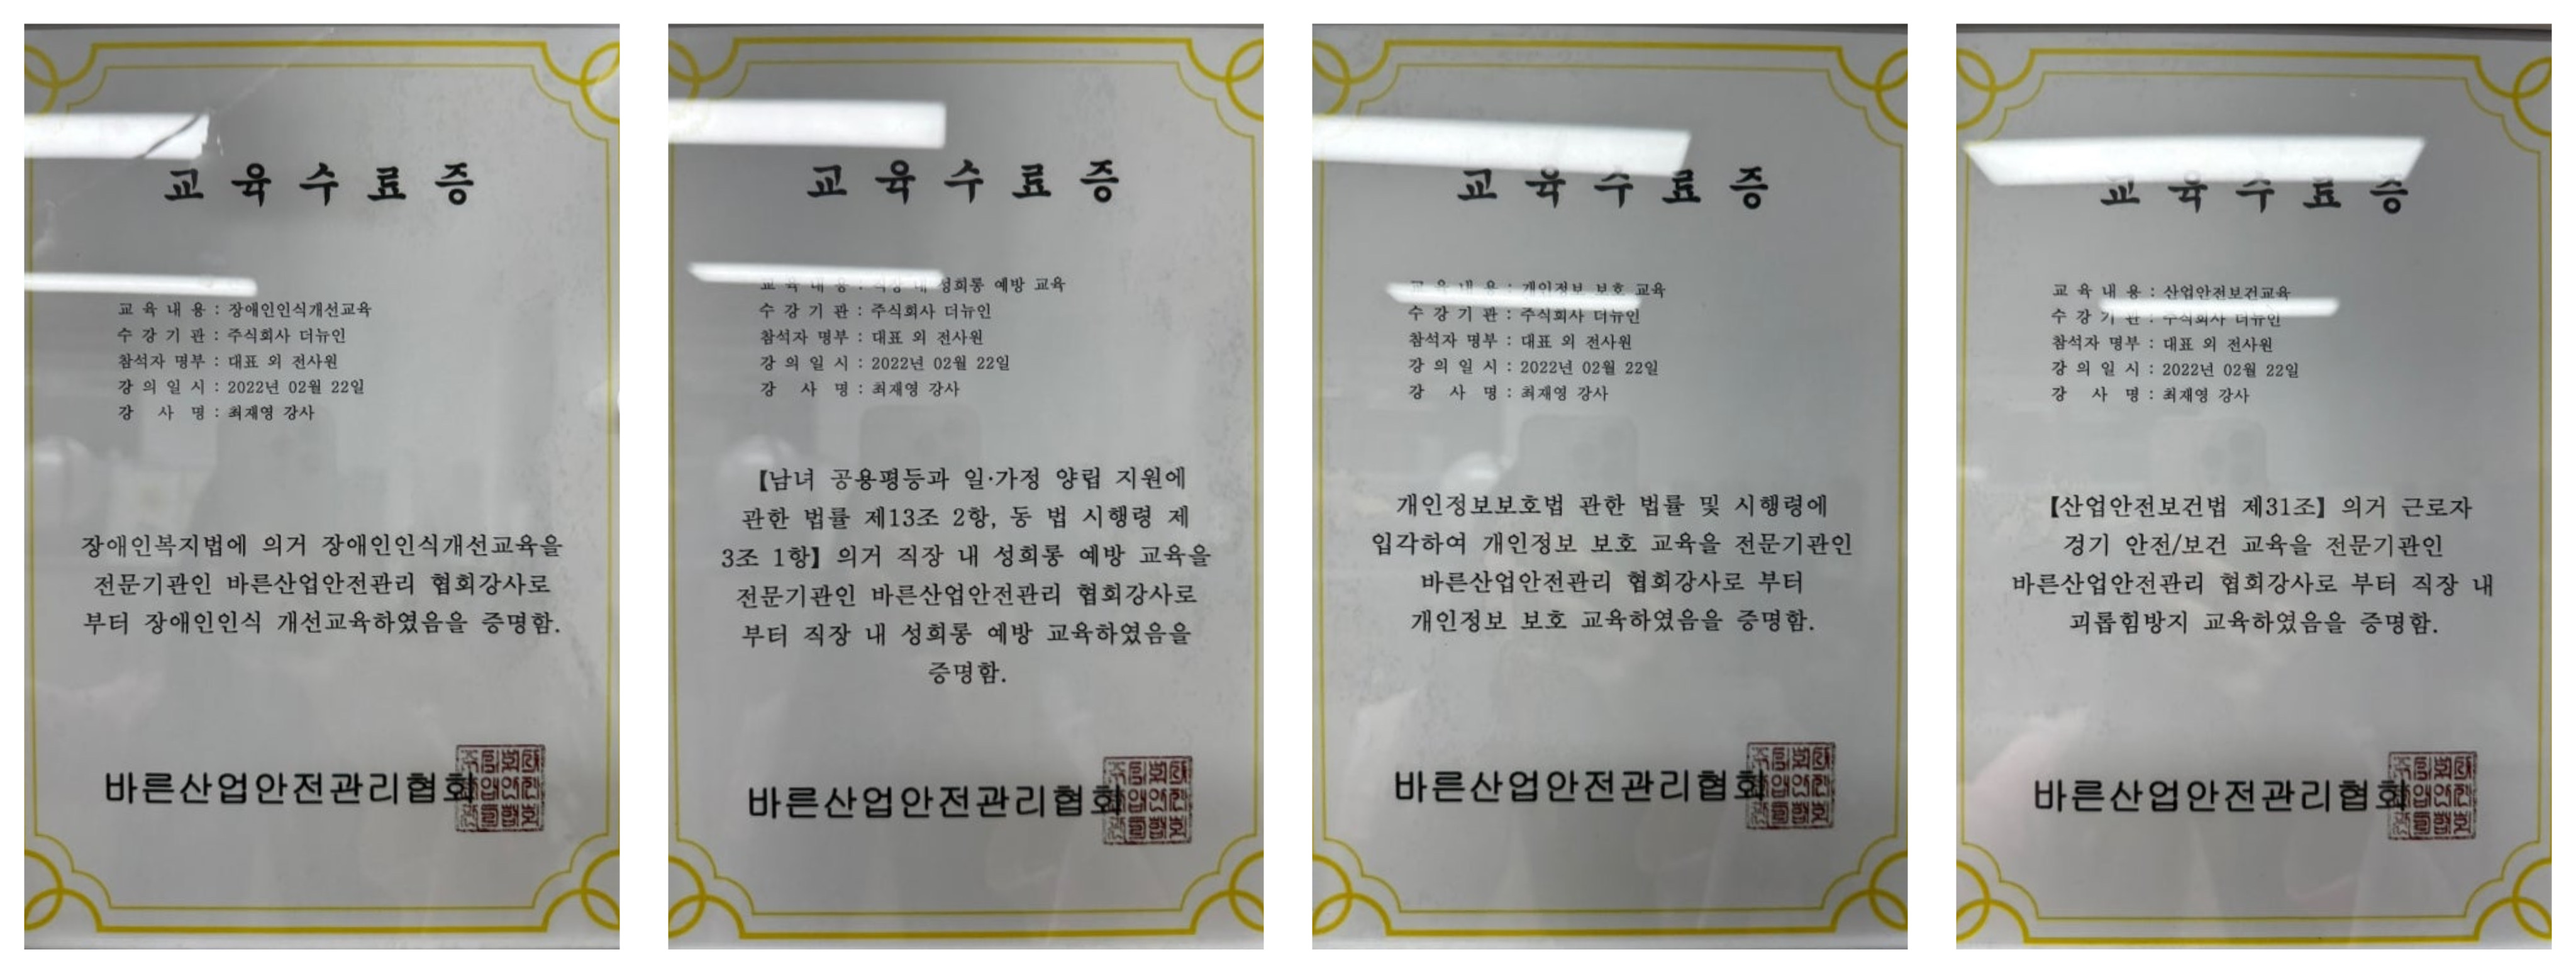 교 육 수 료 증
교 육 내 용 : 장애인인식개선교육
수 강 기 관 : 주식회사 더뉴인
참석자 명부 : 대표 외 전사원
강 의 일 시 : 2022년 02월 22일
강 사 명 : 최재영 강사
장애인복지법에 의거 장애인인식개선교육을
전문기관인 바른산업안전관리 협회강사로
부터 장애인인식 개선교육하였음을 증명함.
바른산업안전관리협회
교 육 수 료 증
교 육 내 용 : 직장 내 성희롱 예방 교육
수 강 기 관 : 주식회사 더뉴인
참석자 명부 : 대표 외 전사원
강 의 일 시 : 2022년 02월 22일
강 사 명 : 최재영 강사
【남녀 공용평등과 일·가정 양립 지원에
관한 법률 제13조 2항, 동 법 시행령 제
3조 1항】 의거 직장 내 성희롱 예방 교육을
전문기관인 바른산업안전관리 협회강사로
부터 직장 내 성희롱 예방 교육하였음을
증명함.
바른산업안전관리협회
교 육 수 료 증
교 육 내 용 : 개인정보 보호 교육
수 강 기 관 : 주식회사 더뉴인
참석자 명부 : 대표 외 전사원
강 의 일 시 : 2022년 02월 22일
강 사 명 : 최재영 강사
개인정보보호법 관한 법률 및 시행령에
입각하여 개인정보 보호 교육을 전문기관인
바른산업안전관리 협회강사로 부터
개인정보 보호 교육하였음을 증명함.
바른산업안전관리협회
교 육 수 료 증
교 육 내 용 : 산업안전보건교육
수 강 기 관 : 주식회사 더뉴인
참석자 명부 : 대표 외 전사원
강 의 일 시 : 2022년 02월 22일
강 사 명 : 최재영 강사
【산업안전보건법 제31조】 의거 근로자
정기 안전/보건 교육을 전문기관인
바른산업안전관리 협회강사로 부터 직장 내
괴롭힘방지 교육하였음을 증명함.
바른산업안전관리협회